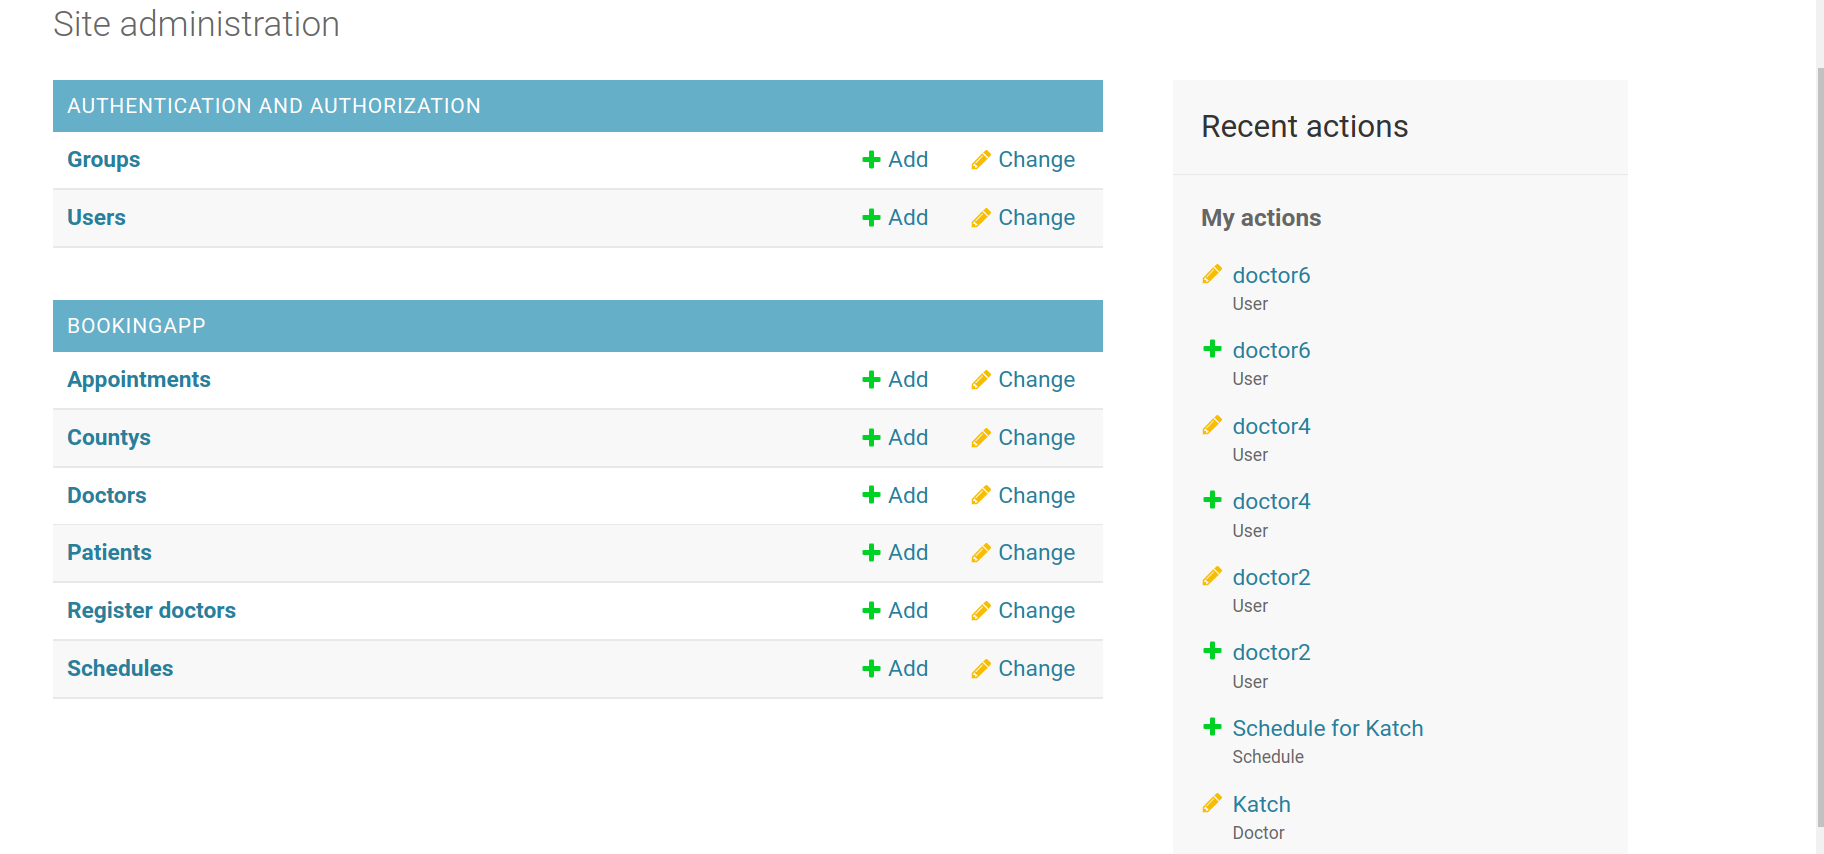 Site administration
AUTHENTICATION AND AUTHORIZATION
Groups Add Change
Users Add Change
BOOKINGAPP
Appointments Add Change
Countys Add Change
Doctors Add Change
Patients Add Change
Register doctors Add Change
Schedules Add Change
Recent actions
My actions
doctor6
User
doctor6
User
doctor4
User
doctor4
User
doctor2
User
doctor2
User
Schedule for Katch
Schedule
Katch
Doctor